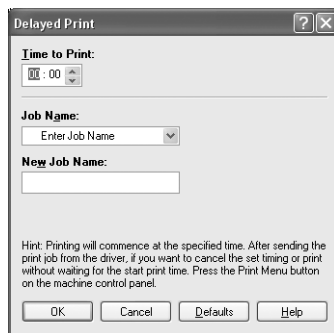 Delayed Print
Time to Print:
00 : 00
Job Name:
Enter Job Name
New Job Name:
Hint: Printing will commence at the specified time. After sending the
print job from the driver, if you want to cancel the set timing or print
without waiting for the start print time. Press the Print Menu button
on the machine control panel.
OK Cancel Defaults Help